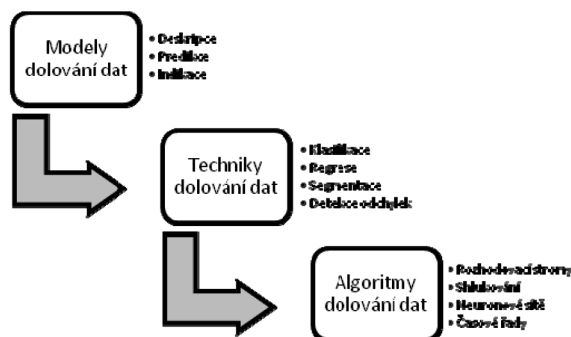 Modely
dolování dat
• Deskripce
• Predikce
• Indikace
Techniky
dolování dat
• Klasifikace
• Regrese
• Segmentace
• Detekce odchylek
Algoritmy
dolování dat
• Rozhodovací stromy
• Shlukování
• Neuronové sítě
• Časové řady